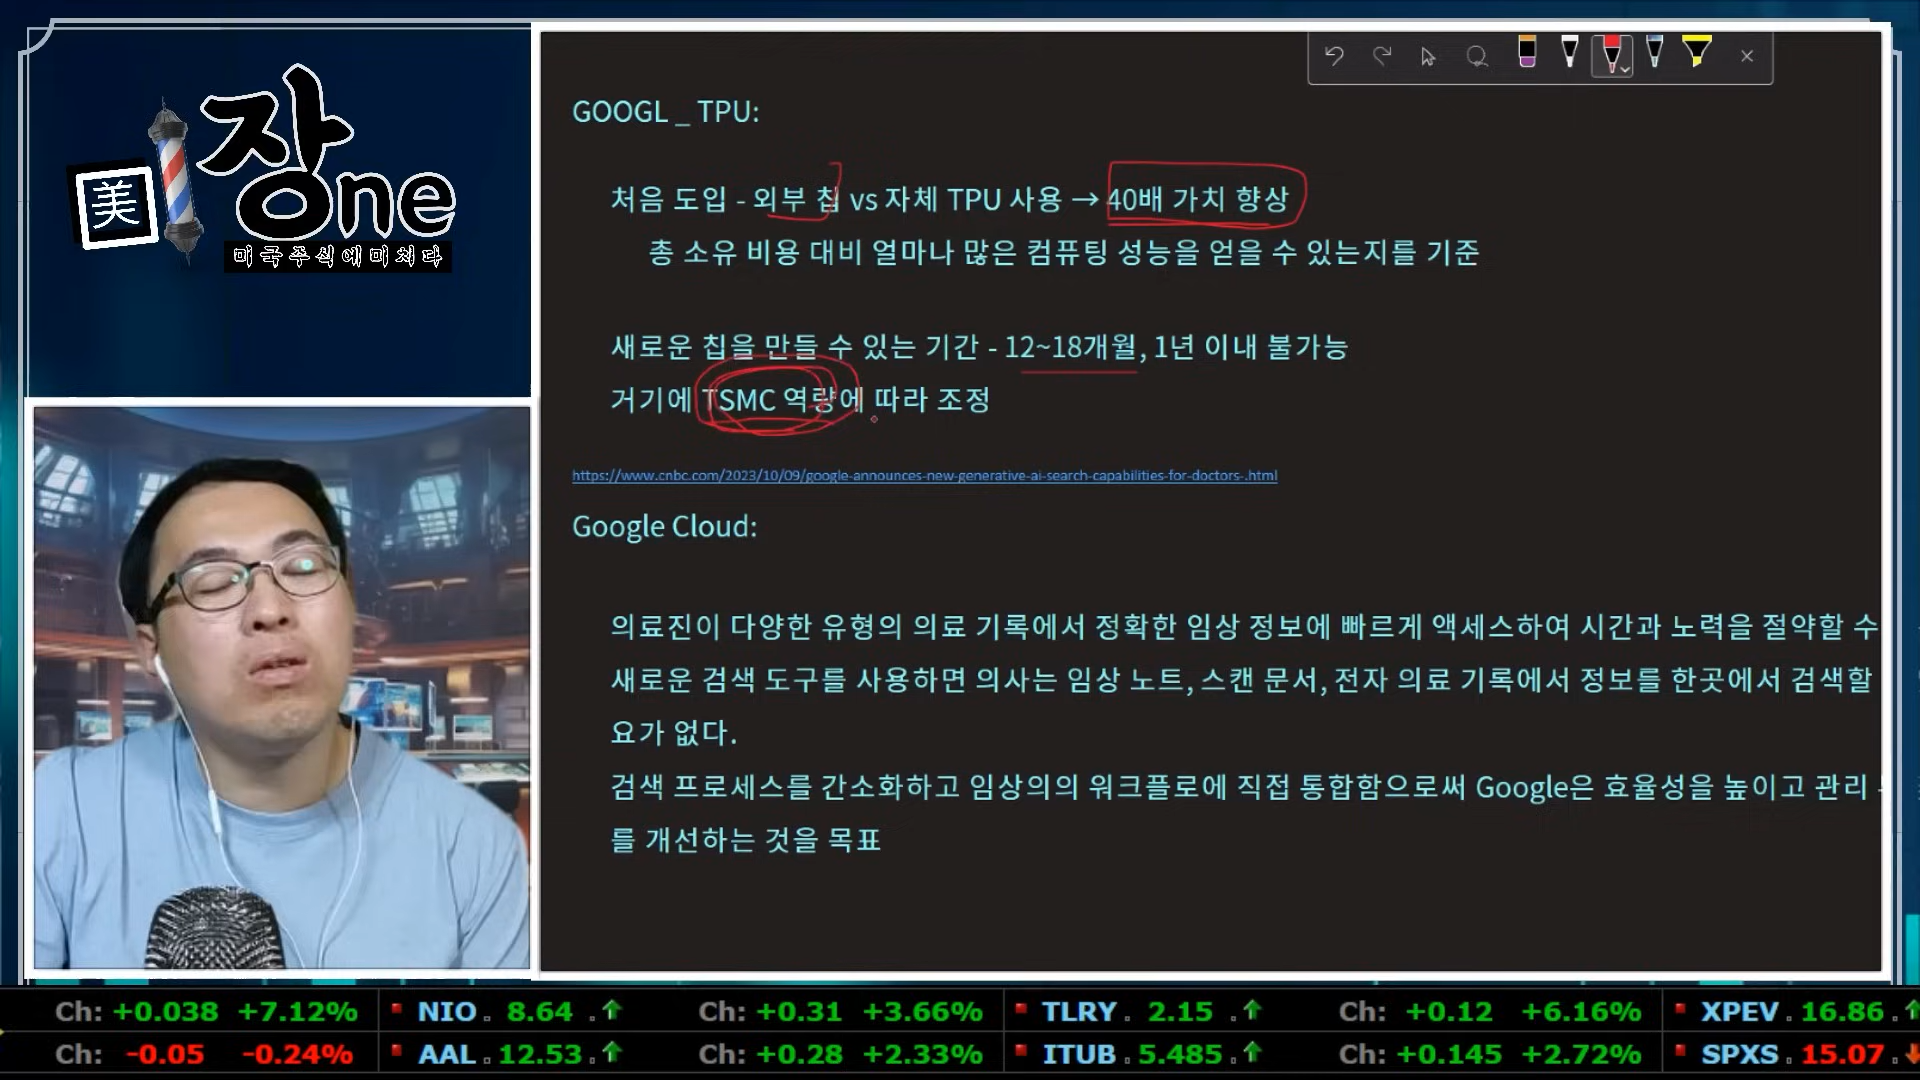 美
장one
미국주식에미치다
GOOGL _ TPU:
처음 도입 - 외부 칩 vs 자체 TPU 사용 → 40배 가치 향상
총 소유 비용 대비 얼마나 많은 컴퓨팅 성능을 얻을 수 있는지를 기준
새로운 칩을 만들 수 있는 기간 - 12~18개월, 1년 이내 불가능
거기에 TSMC 역량에 따라 조정
https://www.cnbc.com/2023/10/09/google-announces-new-generative-ai-search-capabilities-for-doctors-.html
Google Cloud:
의료진이 다양한 유형의 의료 기록에서 정확한 임상 정보에 빠르게 액세스하여 시간과 노력을 절약할 수
새로운 검색 도구를 사용하면 의사는 임상 노트, 스캔 문서, 전자 의료 기록에서 정보를 한곳에서 검색할
요가 없다.
검색 프로세스를 간소화하고 임상의의 워크플로에 직접 통합함으로써 Google은 효율성을 높이고 관리
를 개선하는 것을 목표
Ch: +0.038 +7.12% NIO 8.64 Ch: +0.31 +3.66% TLRY 2.15 Ch: +0.12 +6.16% XPEV 16.86
Ch: -0.05 -0.24% AAL 12.53 Ch: +0.28 +2.33% ITUB 5.485 Ch: +0.145 +2.72% SPXS 15.07